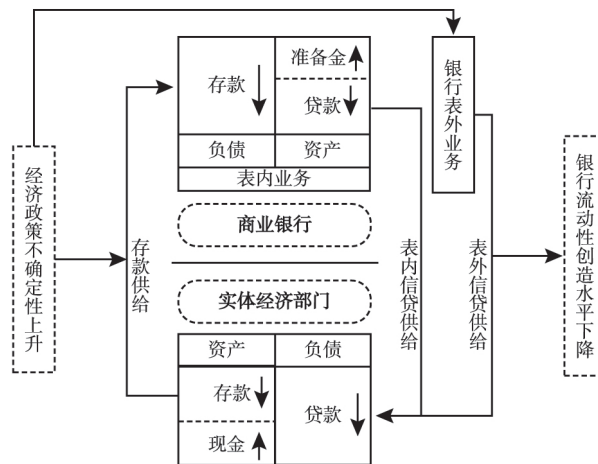 经济政策不确定性上升
存款供给
存款
准备金
贷款
负债
资产
表内业务
商业银行
实体经济部门
资产
负债
存款
现金
贷款
表内信贷供给
银行表外业务
表外信贷供给
银行流动性创造水平下降